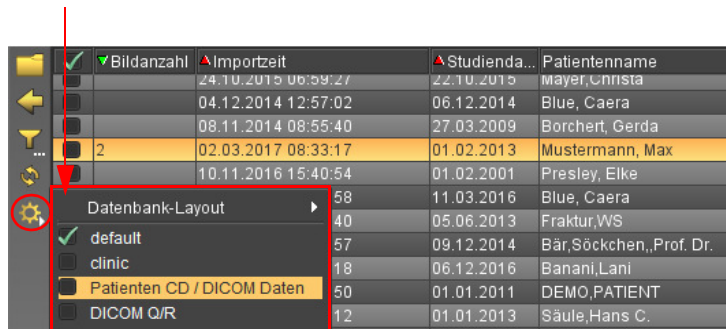 Bildanzahl Importzeit Studienda... Patientenname
24.10.2015 06:59:27 22.10.2015 Mayer,Christa
04.12.2014 12:57:02 06.12.2014 Blue, Caera
08.11.2014 08:55:40 27.03.2009 Borchert, Gerda
2 02.03.2017 08:33:17 01.02.2013 Mustermann, Max
10.11.2016 15:40:54 01.02.2001 Presley, Elke
58 11.03.2016 Blue, Caera
Datenbank-Layout
40 05.06.2013 Fraktur,WS
default
57 09.12.2014 Bär,Söckchen,,Prof. Dr.
clinic
18 06.12.2016 Banani,Lani
Patienten CD / DICOM Daten
50 01.01.2011 DEMO,PATIENT
DICOM Q/R
12 01.01.2013 Säule,Hans C.